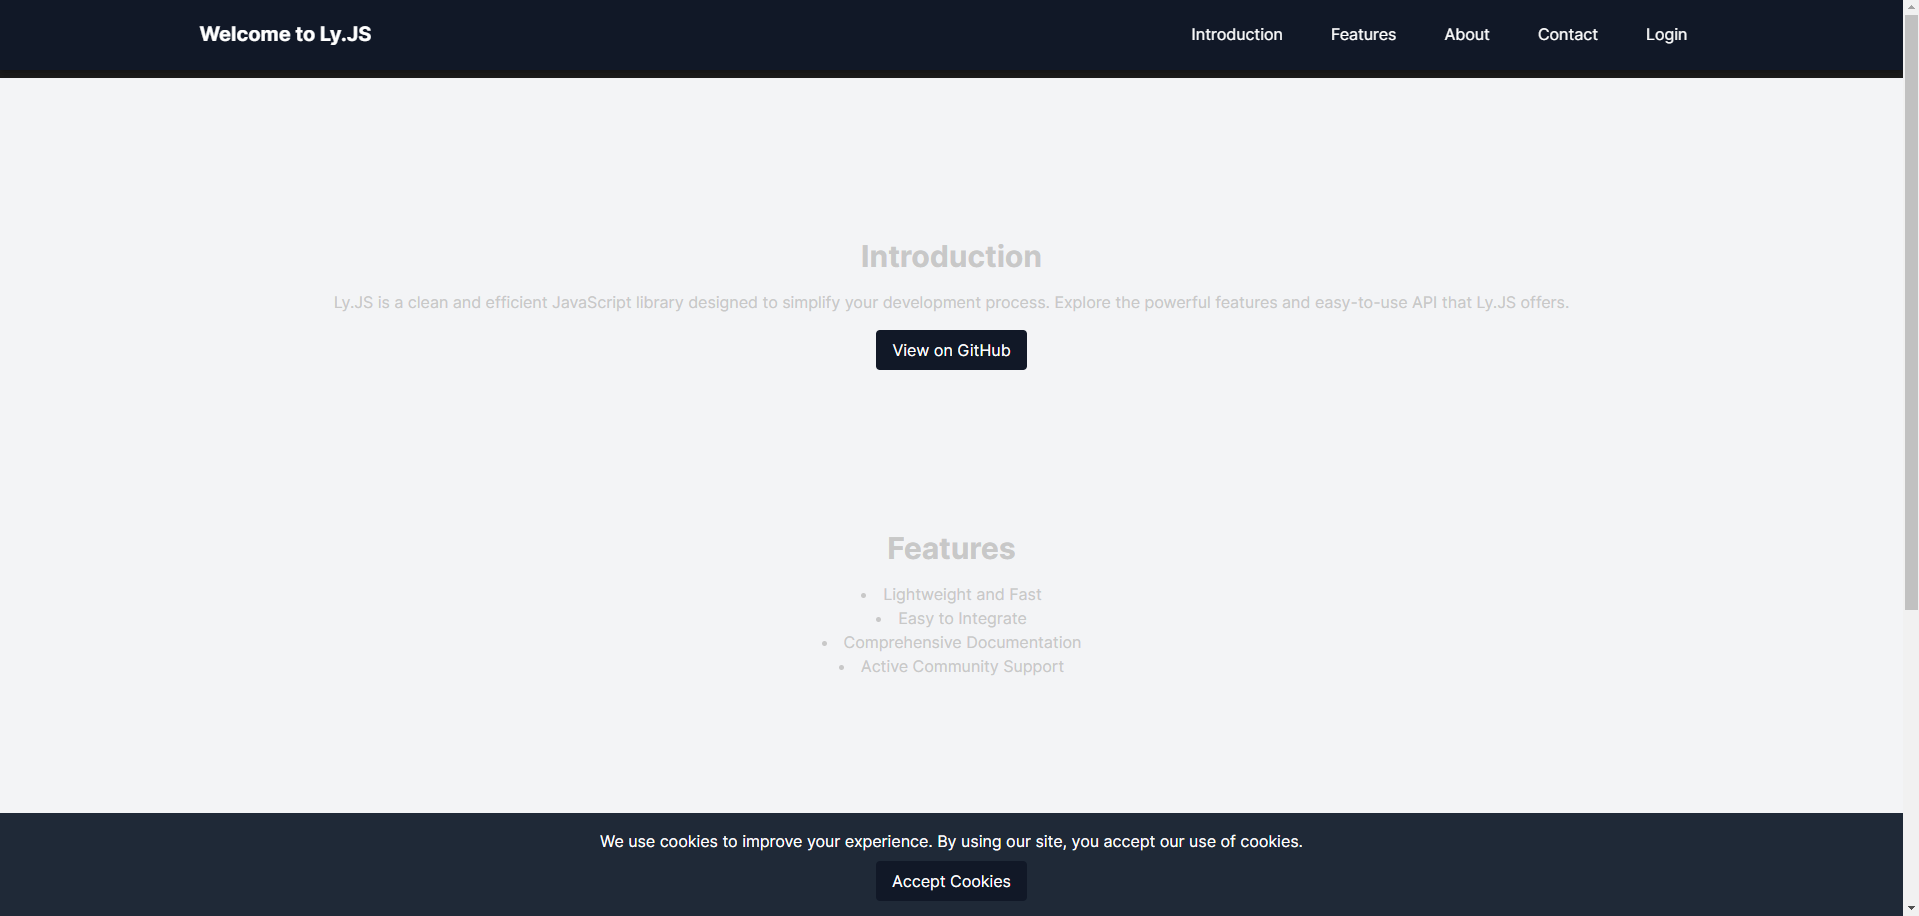 Welcome to Ly.JS
Introduction
Features
About
Contact
Login
Introduction
Ly.JS is a clean and efficient JavaScript library designed to simplify your development process. Explore the powerful features and easy-to-use API that Ly.JS offers.
View on GitHub
Features
• Lightweight and Fast
• Easy to Integrate
• Comprehensive Documentation
• Active Community Support
We use cookies to improve your experience. By using our site, you accept our use of cookies.
Accept Cookies